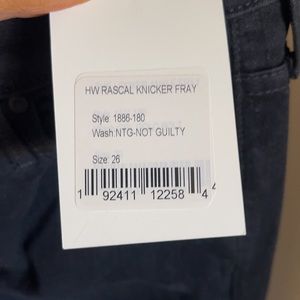 HW RASCAL KNICKER FRAY
Style: 1886-180
Wash:NTG-NOT GUILTY
Size: 26
1 92411 12258 4